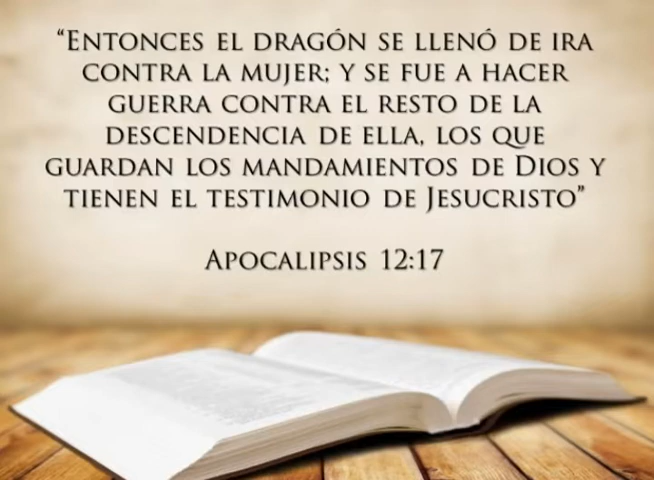 “Entonces el dragón se llenó de ira
contra la mujer; y se fue a hacer
guerra contra el resto de la
descendencia de ella, los que
guardan los mandamientos de Dios y
tienen el testimonio de Jesucristo”
Apocalipsis 12:17